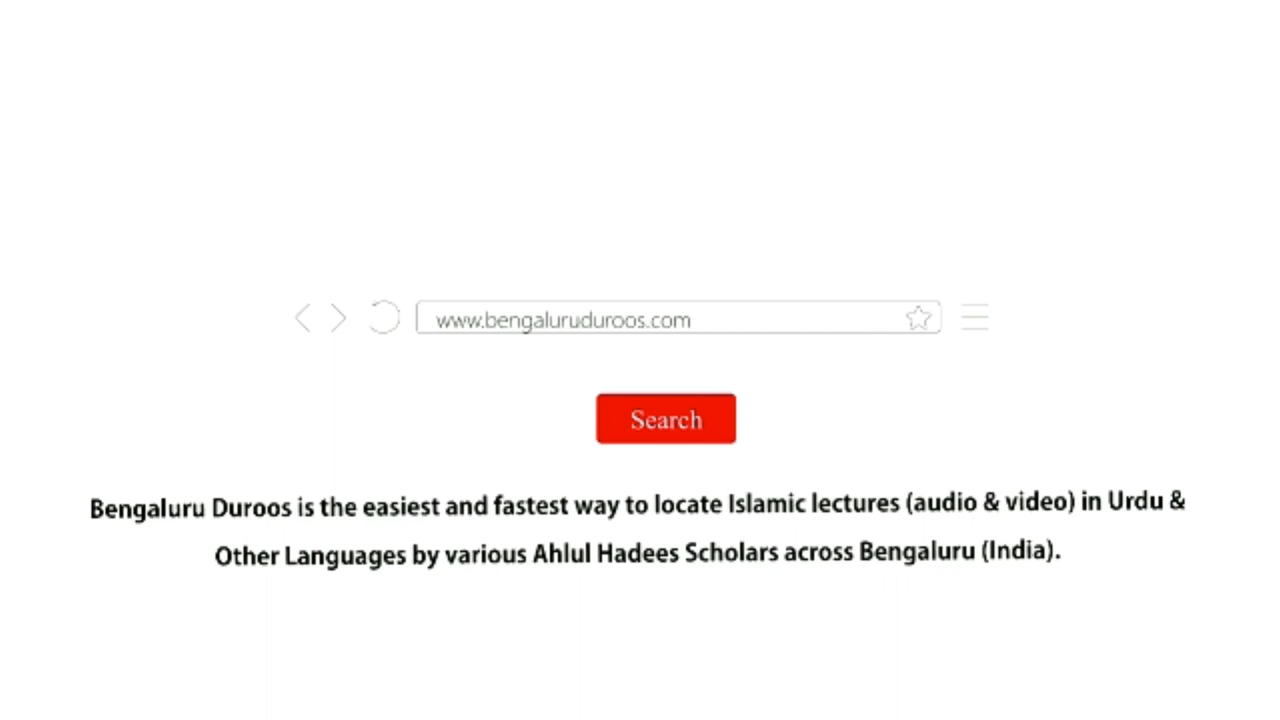 www.bengaluruduroos.com
Search
Bengaluru Duroos is the easiest and fastest way to locate Islamic lectures (audio & video) in Urdu &
Other Languages by various Ahlul Hadees Scholars across Bengaluru (India).